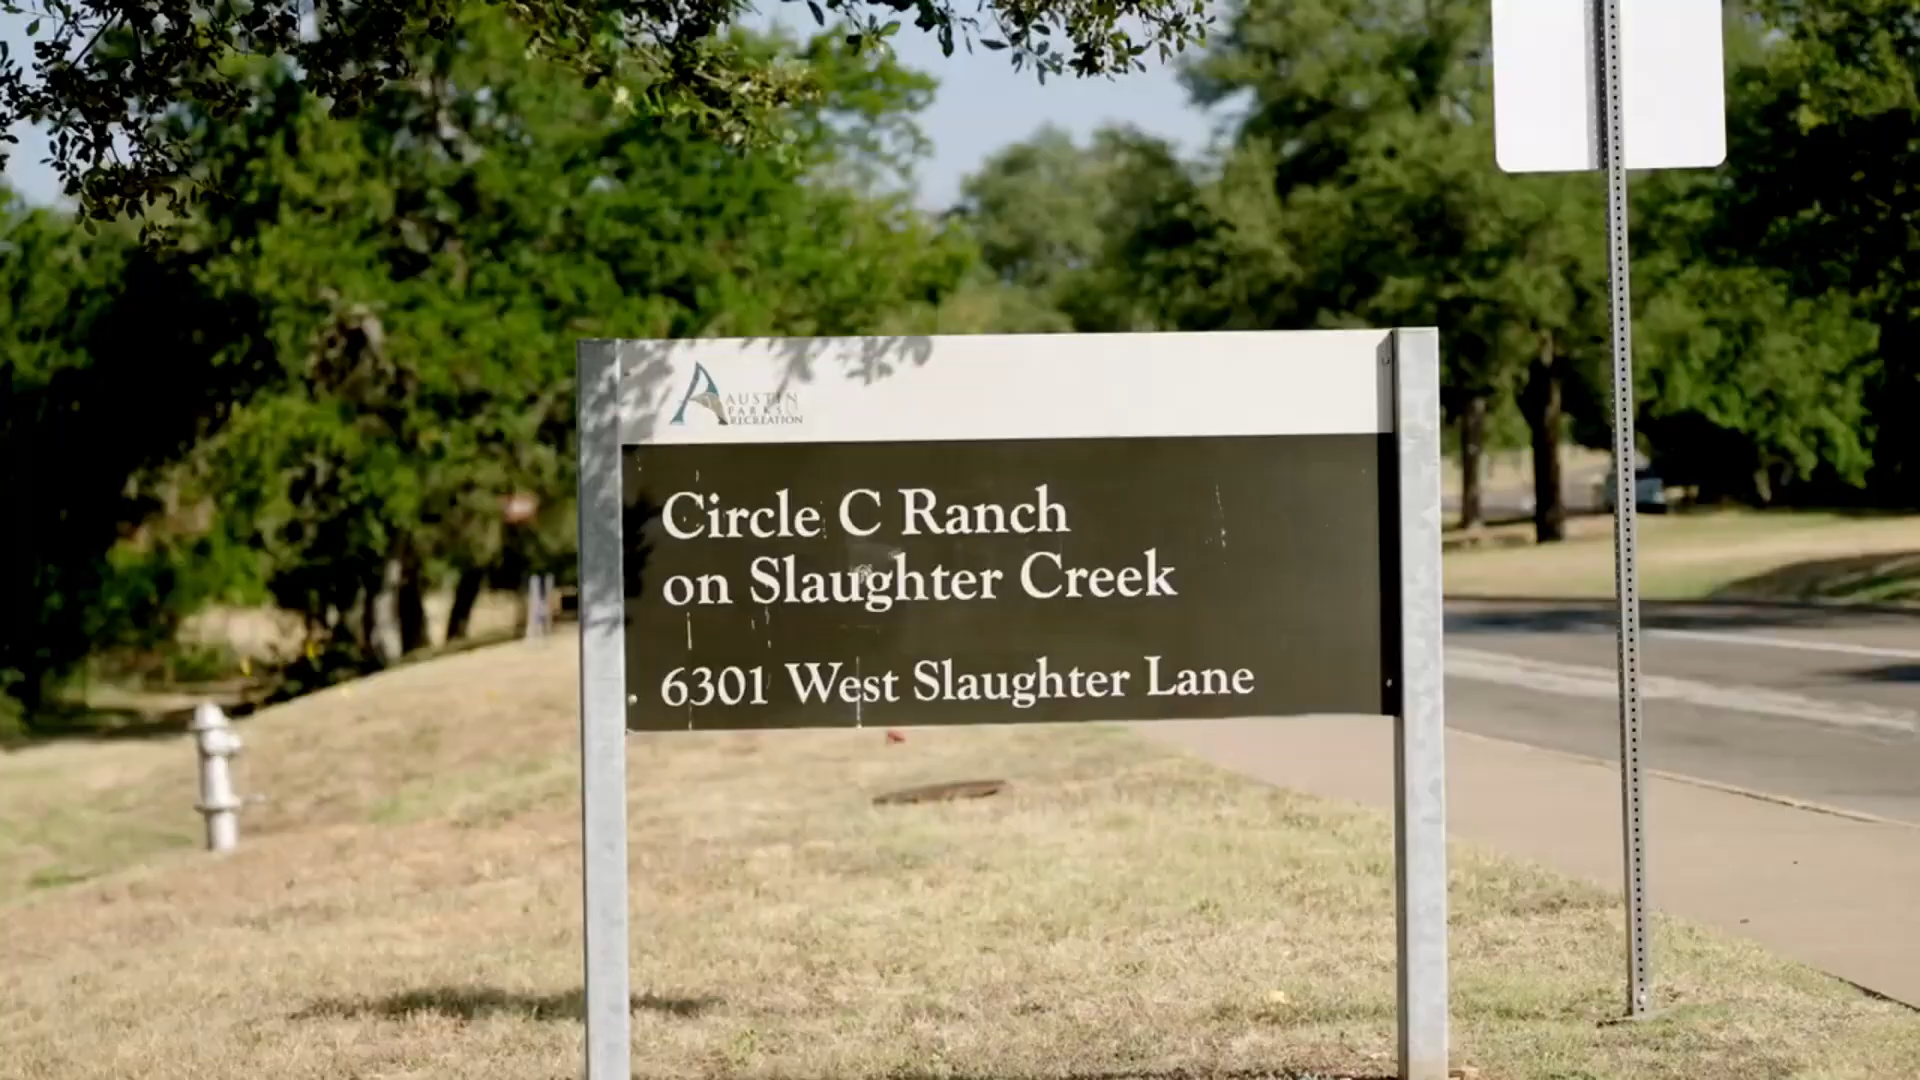 AUSTIN
PARKS
RECREATION
Circle C Ranch
on Slaughter Creek
6301 West Slaughter Lane